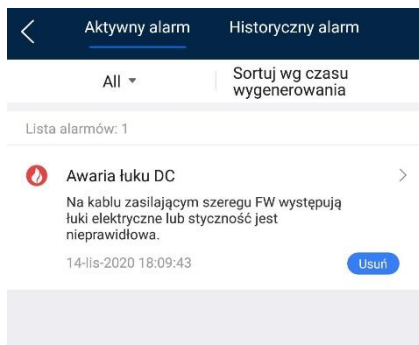 Aktywny alarm Historyczny alarm
All Sortuj wg czasu
wygenerowania
Lista alarmów: 1
Awaria łuku DC
Na kablu zasilającym szeregu FW występują
łuki elektryczne lub styczność jest
nieprawidłowa.
14-lis-2020 18:09:43 Usuń